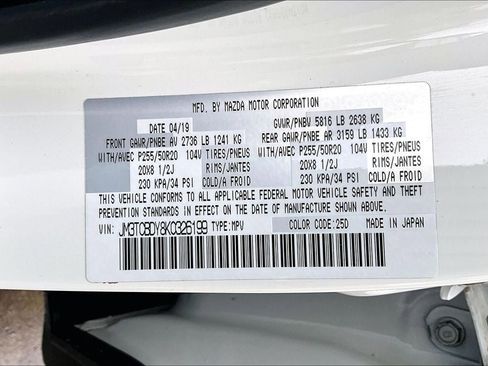 MFD. BY MAZDA MOTOR CORPORATION
DATE 04/19 GVWR/PNBV 5816 LB 2638 KG
FRONT GAWR/PNBE AV 2736 LB 1241 KG REAR GAWR/PNBE AR 3159 LB 1433 KG
WITH/AVEC P255/50R20 104V TIRES/PNEUS WITH/AVEC P255/50R20 104V TIRES/PNEUS
20X8 1/2J RIMS/JANTES 20X8 1/2J RIMS/JANTES
230 KPA/34 PSI COLD/A FROID 230 KPA/34 PSI COLD/A FROID
THIS VEHICLE CONFORMS TO ALL APPLICABLE FEDERAL MOTOR VEHICLE SAFETY AND THEFT
PREVENTION STANDARDS IN EFFECT ON THE DATE OF MANUFACTURE SHOWN ABOVE.
VIN: JM3TCBDY8K0326199 TYPE:MPV COLOR CODE:25D MADE IN JAPAN